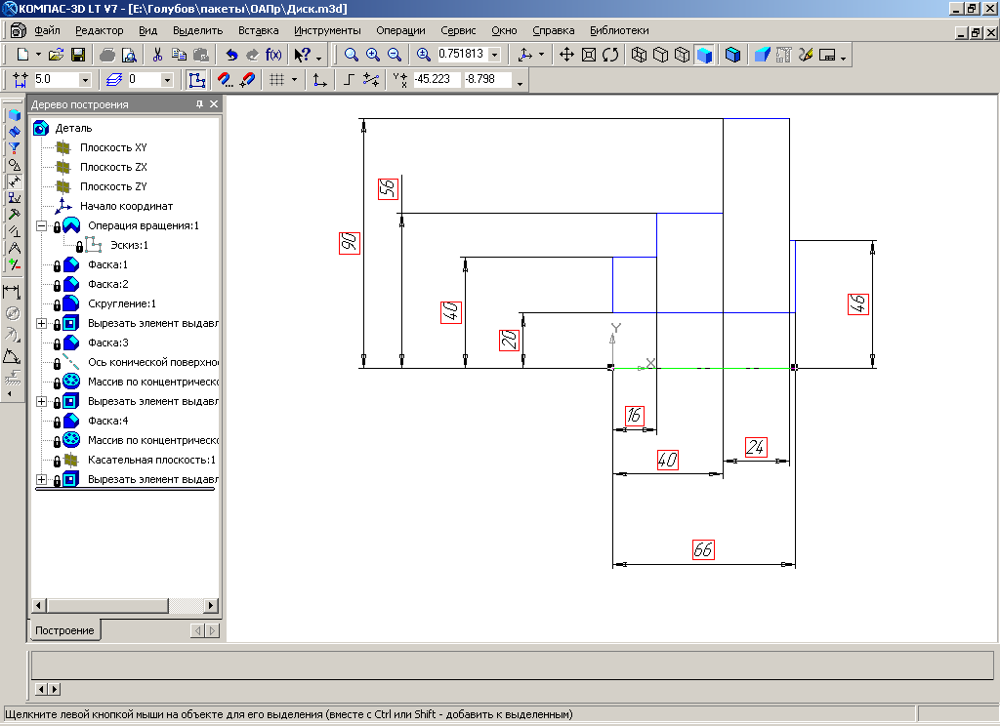 КОМПАС-3D LT V7 - [E:\Голубов\пакеты\ОАПр\Диск.m3d]
Файл Редактор Вид Выделить Вставка Инструменты Операции Сервис Окно Справка Библиотеки
f(x) 0.751813
5.0 0 -45.223 -8.798
Дерево построения
Деталь
Плоскость XY
Плоскость ZX
Плоскость ZY
Начало координат
Операция вращения:1
Эскиз:1
Фаска:1
Фаска:2
Скругление:1
Вырезать элемент выдавл
Фаска:3
Ось конической поверхно
Массив по концентрическо
Вырезать элемент выдавл
Фаска:4
Массив по концентрическо
Касательная плоскость:1
Вырезать элемент выдавл
Построение
56
90
40
20
46
Y
X
16
40
24
66
Щелкните левой кнопкой мыши на объекте для его выделения (вместе с Ctrl или Shift - добавить к выделенным)